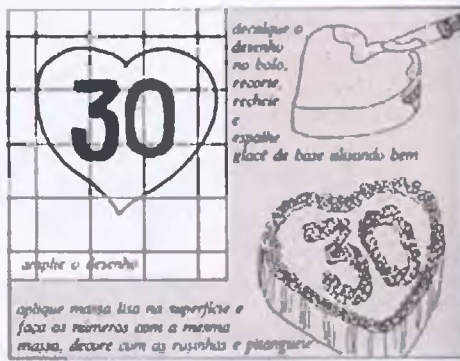 30
amplie o desenho
decalque o
desenho
no bolo,
recorte,
recheie
e
espalhe
glacê de base alisando bem
30
aplique massa lisa na superfície e
faça os números com a mesma
massa, decore com as rosinhas e pitanguine